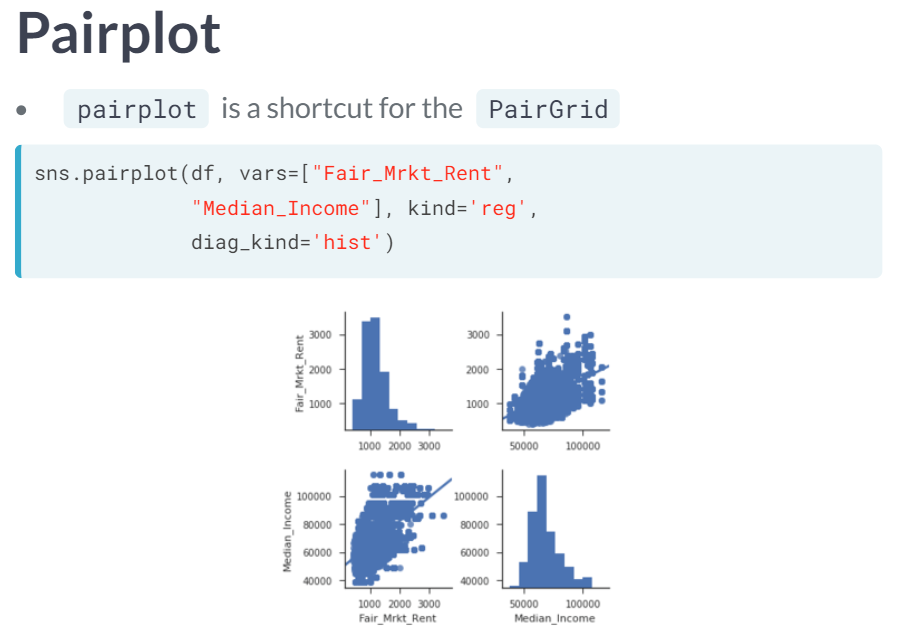 Pairplot
• pairplot is a shortcut for the PairGrid
sns.pairplot(df, vars=["Fair_Mrkt_Rent",
"Median_Income"], kind='reg',
diag_kind='hist')
Fair_Mrkt_Rent
3000
2000
1000
1000 2000 3000
3000
2000
1000
50000 100000
Median_Income
100000
80000
60000
40000
1000 2000 3000
Fair_Mrkt_Rent
100000
80000
60000
40000
50000 100000
Median_Income